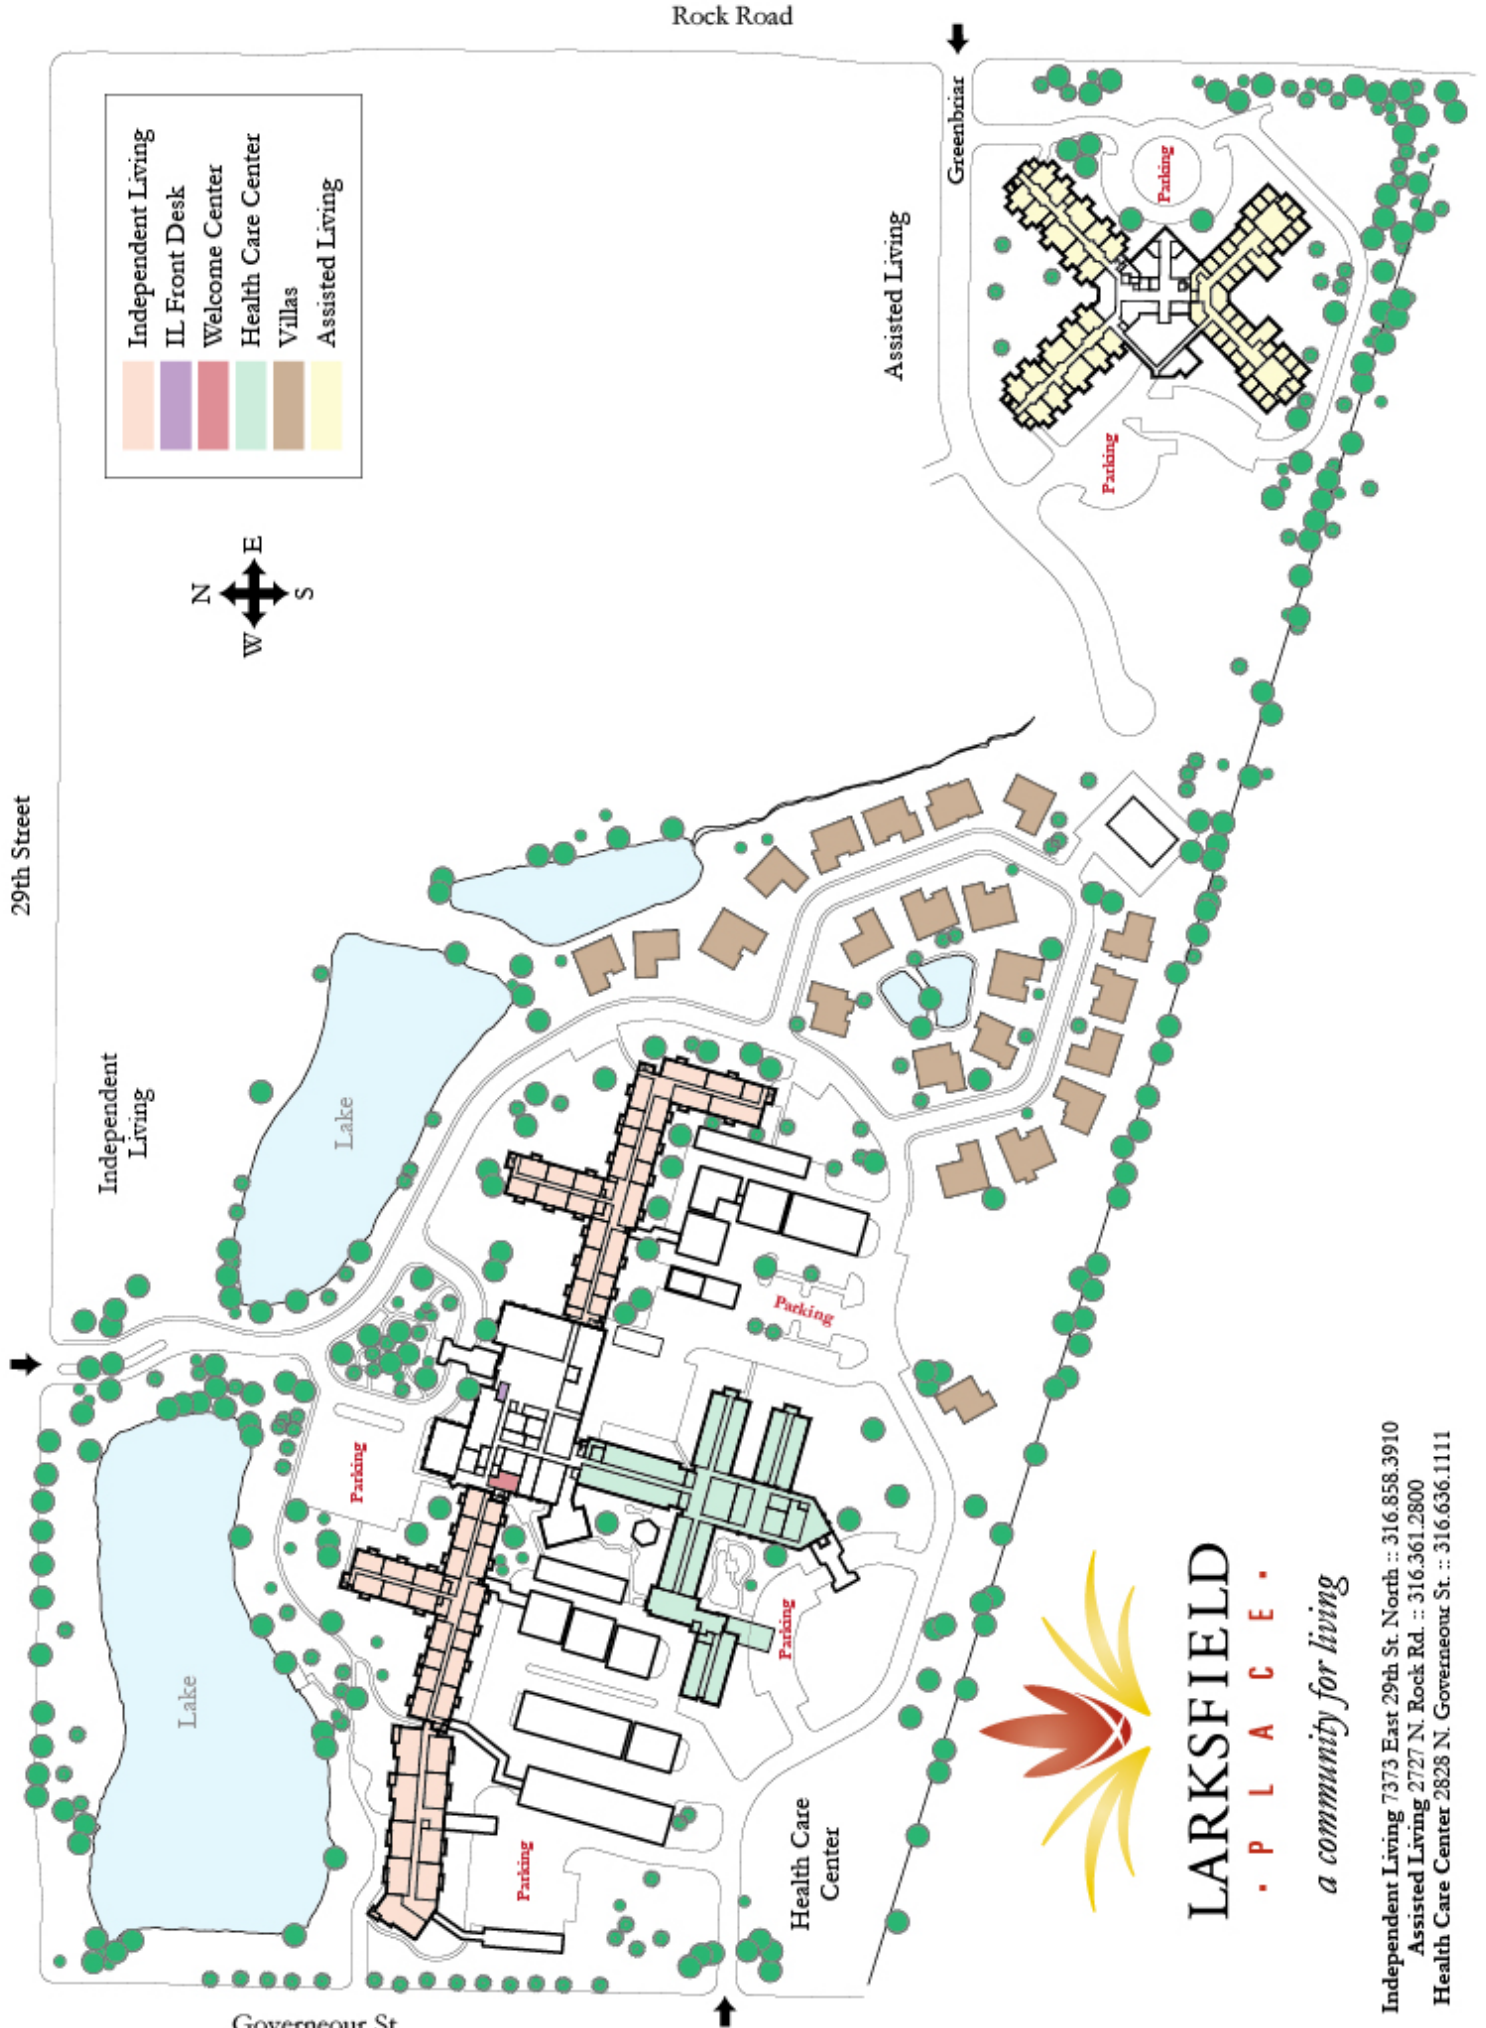 Rock Road
Greenbriar
Independent Living
IL Front Desk
Welcome Center
Health Care Center
Villas
Assisted Living
N
W
E
S
29th Street
Assisted Living
Parking
Parking
Independent
Living
Lake
Parking
Parking
Lake
Parking
Parking
Health Care
Center
Governeour St
LARKSFIELD
• P L A C E •
a community for living
Independent Living 7373 East 29th St. North :: 316.858.3910
Assisted Living 2727 N. Rock Rd. :: 316.361.2800
Health Care Center 2828 N. Governeour St. :: 316.636.1111